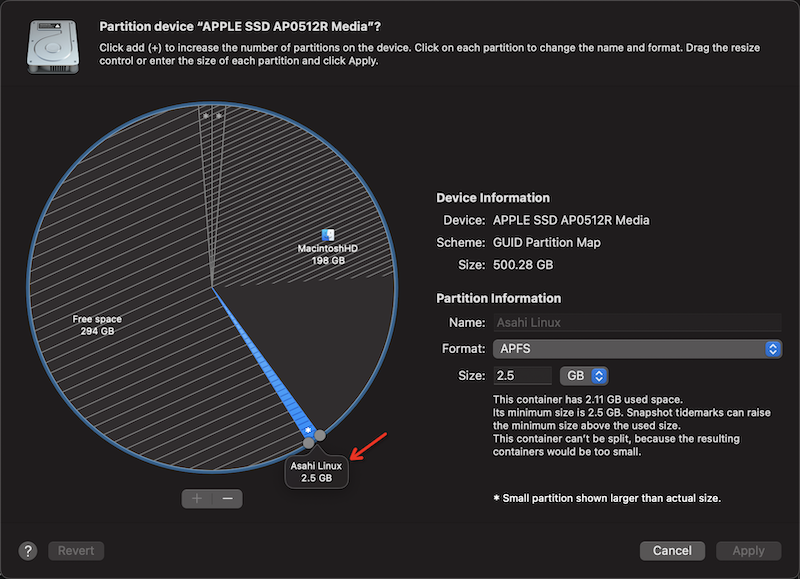 Partition device “APPLE SSD AP0512R Media”?
Click add (+) to increase the number of partitions on the device. Click on each partition to change the name and format. Drag the resize
control or enter the size of each partition and click Apply.
* *
MacintoshHD
198 GB
Free space
294 GB
*
Asahi Linux
2.5 GB
+ −
Device Information
Device: APPLE SSD AP0512R Media
Scheme: GUID Partition Map
Size: 500.28 GB
Partition Information
Name: Asahi Linux
Format: APFS
Size: 2.5 GB
This container has 2.11 GB used space.
Its minimum size is 2.5 GB. Snapshot tidemarks can raise
the minimum size above the used size.
This container can’t be split, because the resulting
containers would be too small.
* Small partition shown larger than actual size.
? Revert Cancel Apply